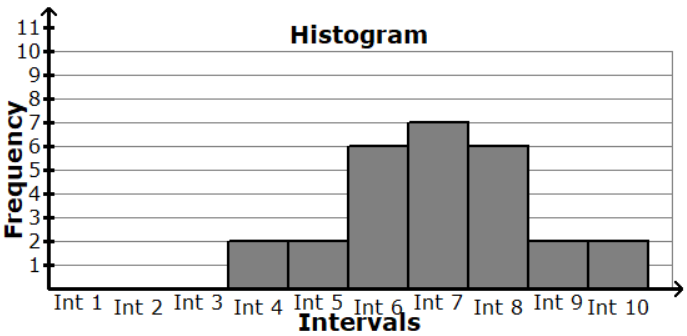 Histogram
Frequency
11
10
9
8
7
6
5
4
3
2
1
Int 1 Int 2 Int 3 Int 4 Int 5 Int 6 Int 7 Int 8 Int 9 Int 10
Intervals